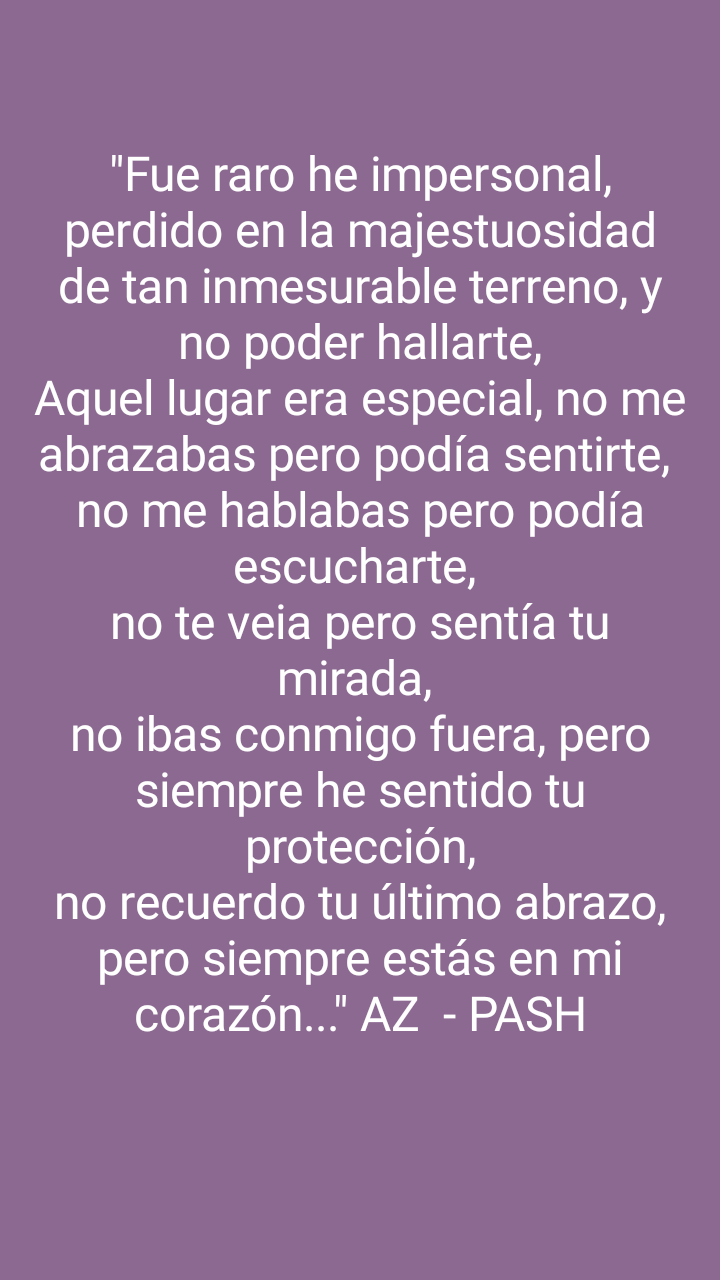 "Fue raro he impersonal,
perdido en la majestuosidad
de tan inmesurable terreno, y
no poder hallarte,
Aquel lugar era especial, no me
abrazabas pero podía sentirte,
no me hablabas pero podía
escucharte,
no te veia pero sentía tu
mirada,
no ibas conmigo fuera, pero
siempre he sentido tu
protección,
no recuerdo tu último abrazo,
pero siempre estás en mi
corazón..." AZ  - PASH